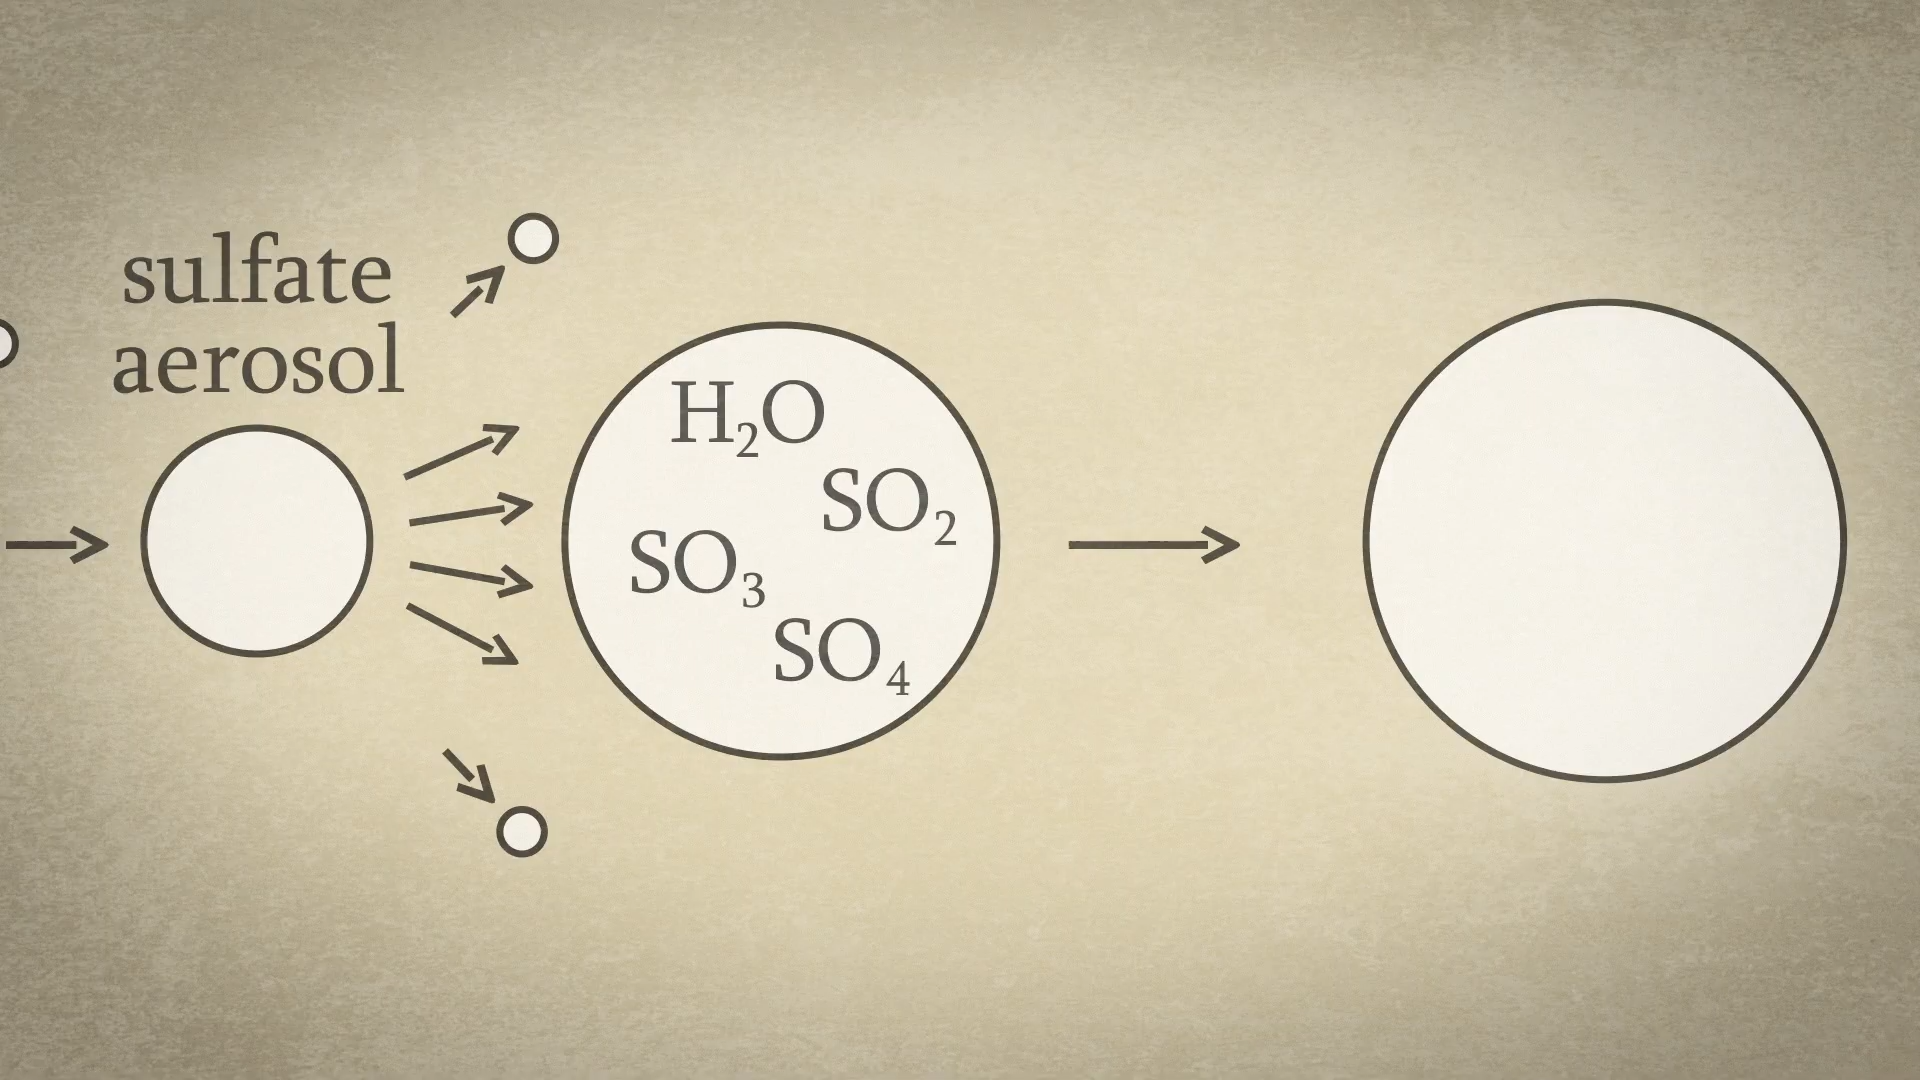 sulfate
aerosol
H₂O
SO₂
SO₃
SO₄